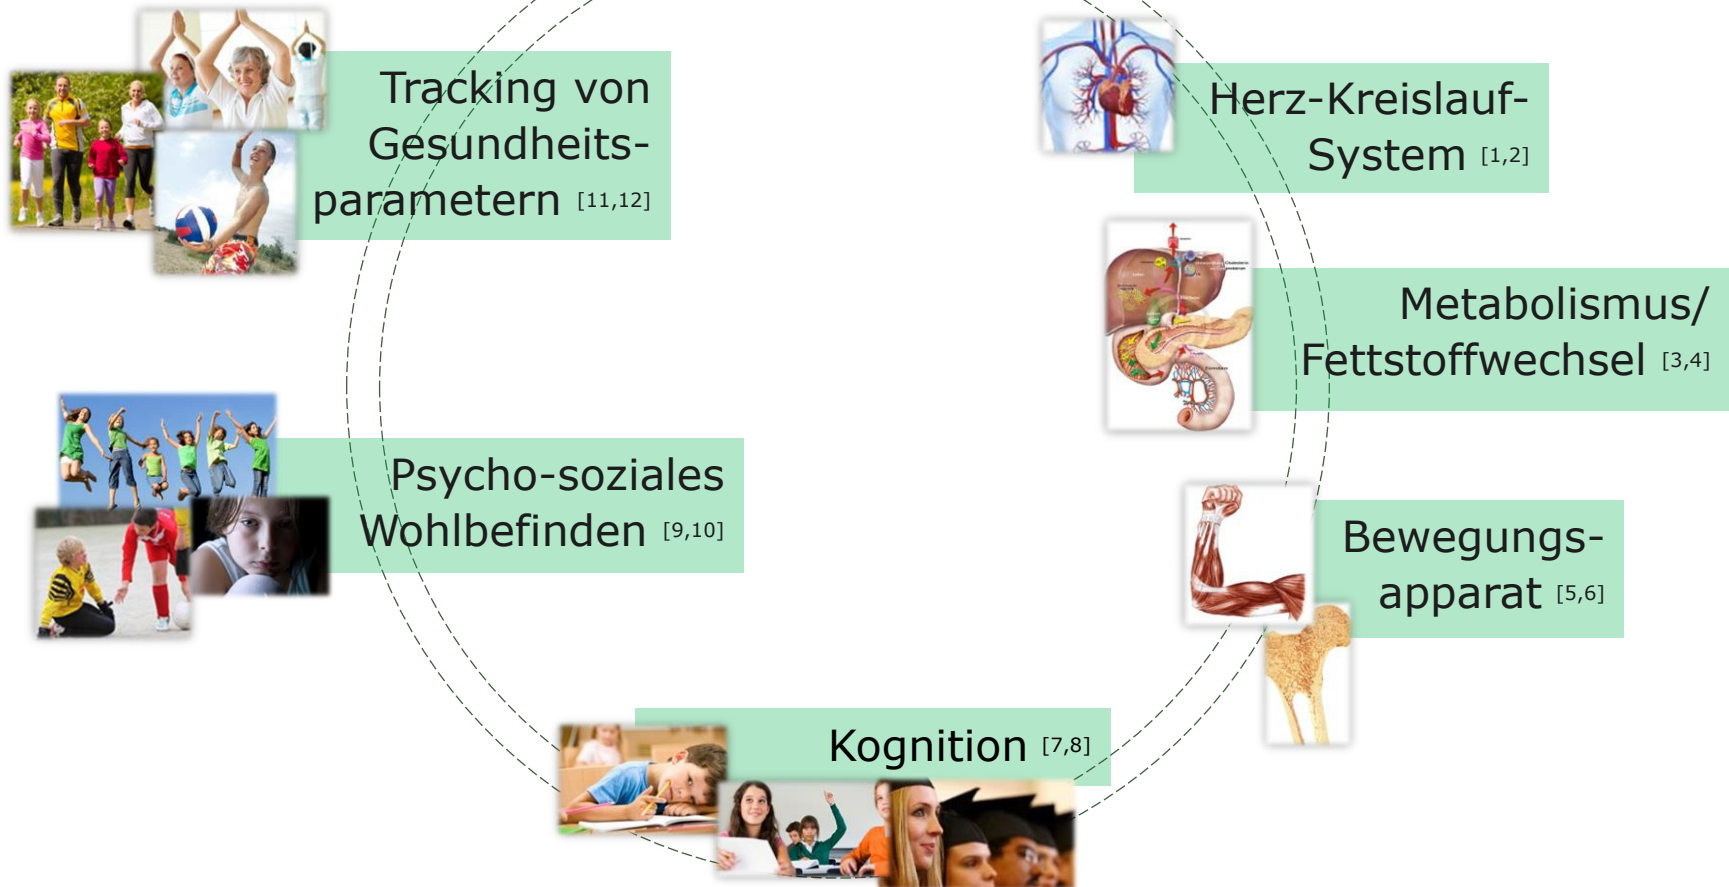 Tracking von
Gesundheits-
parametern [11,12]
Herz-Kreislauf-
System [1,2]
Metabolismus/
Fettstoffwechsel [3,4]
Psycho-soziales
Wohlbefinden [9,10]
Bewegungs-
apparat [5,6]
Kognition [7,8]